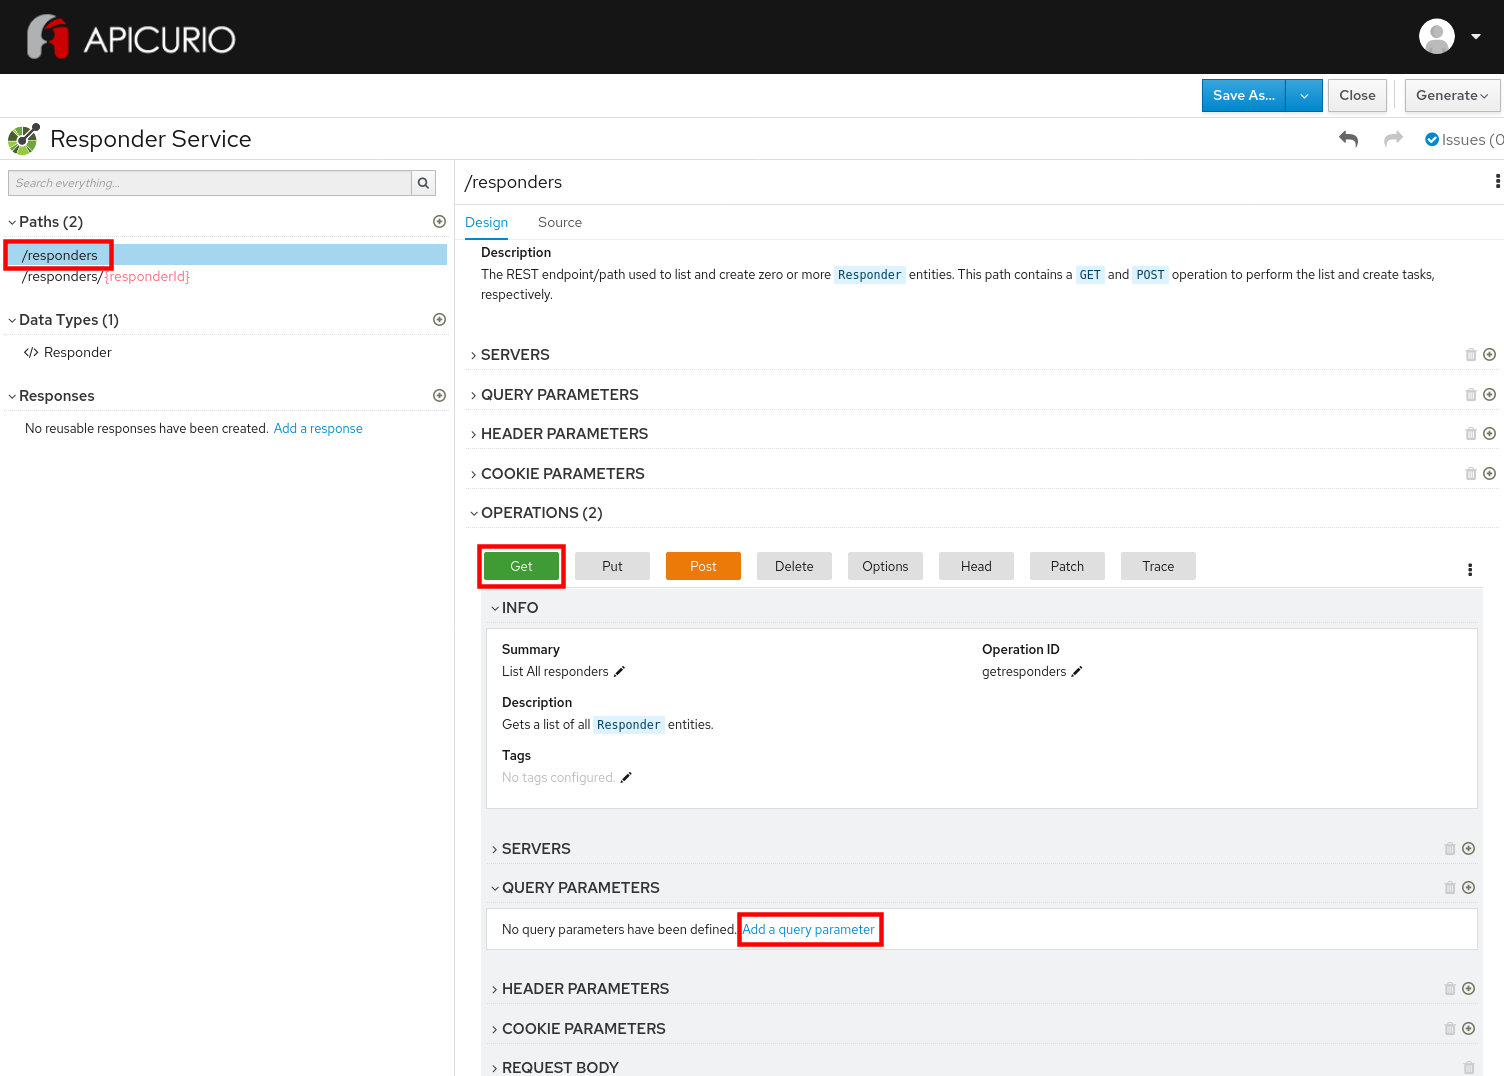 APICURIO
Save As...
Close
Generate
Responder Service
Issues (0
Search everything...
/responders
Paths (2)
Design
Source
/responders
/responders/{responderId}
Description
The REST endpoint/path used to list and create zero or more Responder entities. This path contains a GET and POST operation to perform the list and create tasks,
respectively.
Data Types (1)
Responder
SERVERS
QUERY PARAMETERS
Responses
No reusable responses have been created. Add a response
HEADER PARAMETERS
COOKIE PARAMETERS
OPERATIONS (2)
Get
Put
Post
Delete
Options
Head
Patch
Trace
INFO
Summary
Operation ID
List All responders
getresponders
Description
Gets a list of all Responder entities.
Tags
No tags configured.
SERVERS
QUERY PARAMETERS
No query parameters have been defined. Add a query parameter
HEADER PARAMETERS
COOKIE PARAMETERS
REQUEST BODY